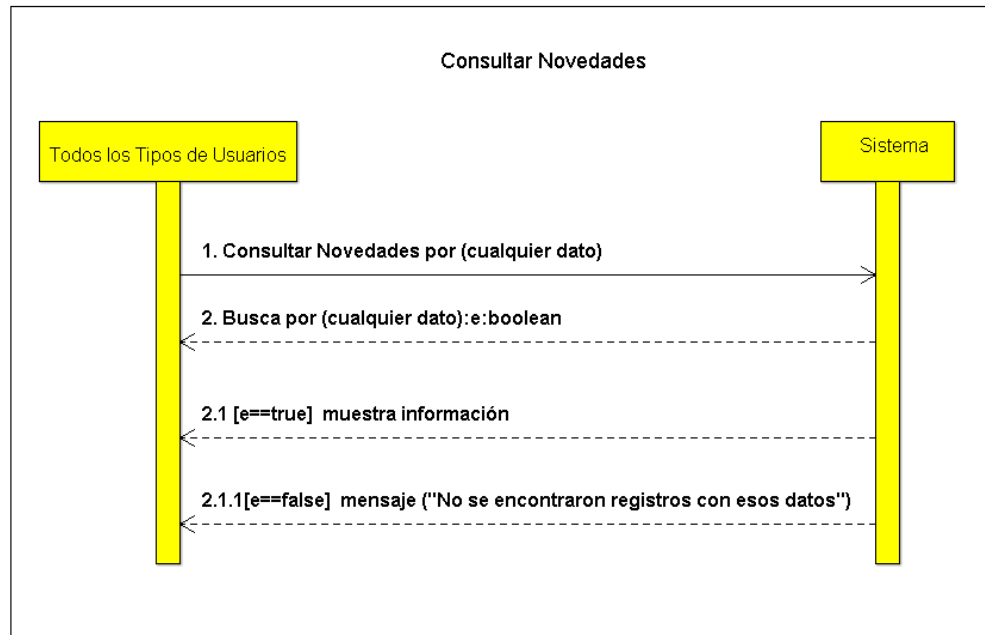 Consultar Novedades
Todos los Tipos de Usuarios
Sistema
1. Consultar Novedades por (cualquier dato)
2. Busca por (cualquier dato):e:boolean
2.1 [e==true]  muestra información
2.1.1[e==false]  mensaje ("No se encontraron registros con esos datos")